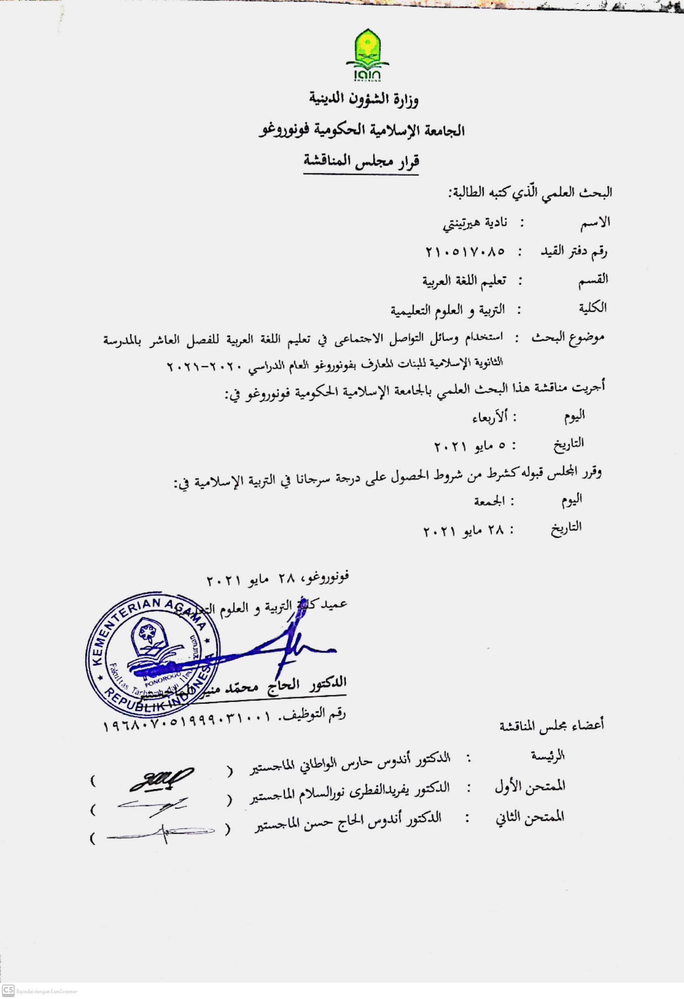 iain
PONOROGO
وزارة الشؤون الدينية
الجامعة الإسلامية الحكومية فونوروغو
قرار مجلس المناقشة
البحث العلمي الّذي كتبه الطالبة:
الاسم : نادية هيرتينتي
رقم دفتر القيد : ٢١٠٥١٧٠٨٥
القسم : تعليم اللغة العربية
الكلية : التربية و العلوم التعليمية
موضوع البحث : استخدام وسائل التواصل الاجتماعى في تعليم اللغة العربية للفصل العاشر بالمدرسة
الثانوية الإسلامية للبنات المعارف بفونوروغو العام الدراسي ٢٠٢٠-٢٠٢١
أجريت مناقشة هذا البحث العلمي بالجامعة الإسلامية الحكومية فونوروغو في:
اليوم : ألأربعاء
التاريخ : ٥ مايو ٢٠٢١
وقرر المجلس قبوله كشرط من شروط الحصول على درجة سرجانا في التربية الإسلامية في:
اليوم : الجمعة
التاريخ : ٢٨ مايو ٢٠٢١
فونوروغو، ٢٨ مايو ٢٠٢١
عميد كلية التربية و العلوم التعليمية
KEMENTERIAN AGAMA
REPUBLIK INDONESIA
Fakultas Tarbiyah dan Ilmu
PONOROGO
الدكتور الحاج محمّد منير الماجستير
رقم التوظيف. ١٩٦٨٠٧٠٥١٩٩٩٠٣١٠٠١
أعضاء مجلس المناقشة
الرئيسة : الدكتور أندوس حارس الواطاني الماجستير ( )
الممتحن الأول : الدكتور يفريدالفطرى نورالسلام الماجستير ( )
الممتحن الثاني : الدكتور أندوس الحاج حسن الماجستير ( )
CS Dipindai dengan CamScanner